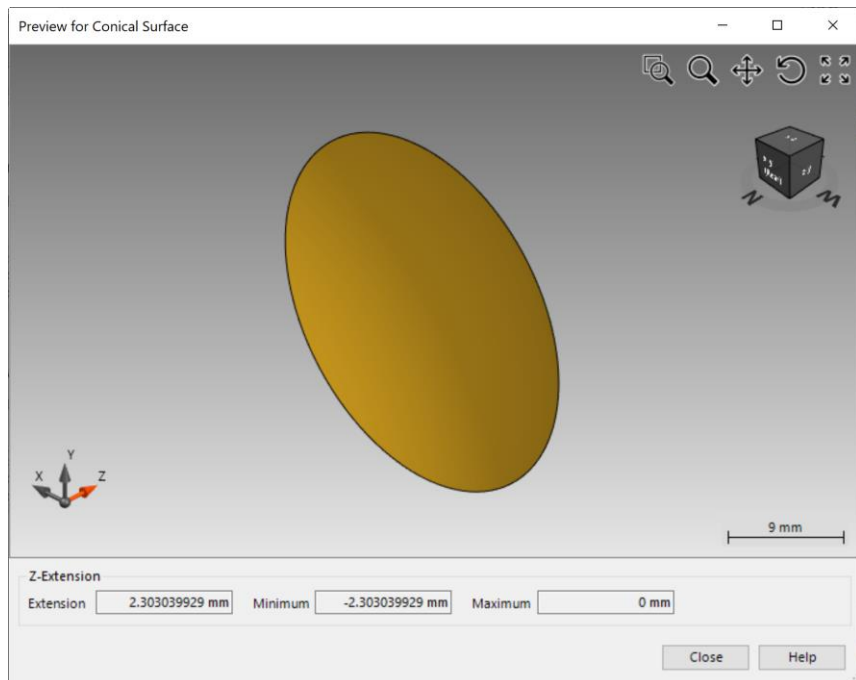 Preview for Conical Surface
X
Y
Z
9 mm
Z-Extension
Extension 2.303039929 mm Minimum -2.303039929 mm Maximum 0 mm
Close Help